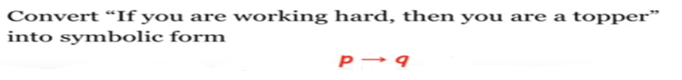 Convert “If you are working hard, then you are a topper”
into symbolic form
p → q